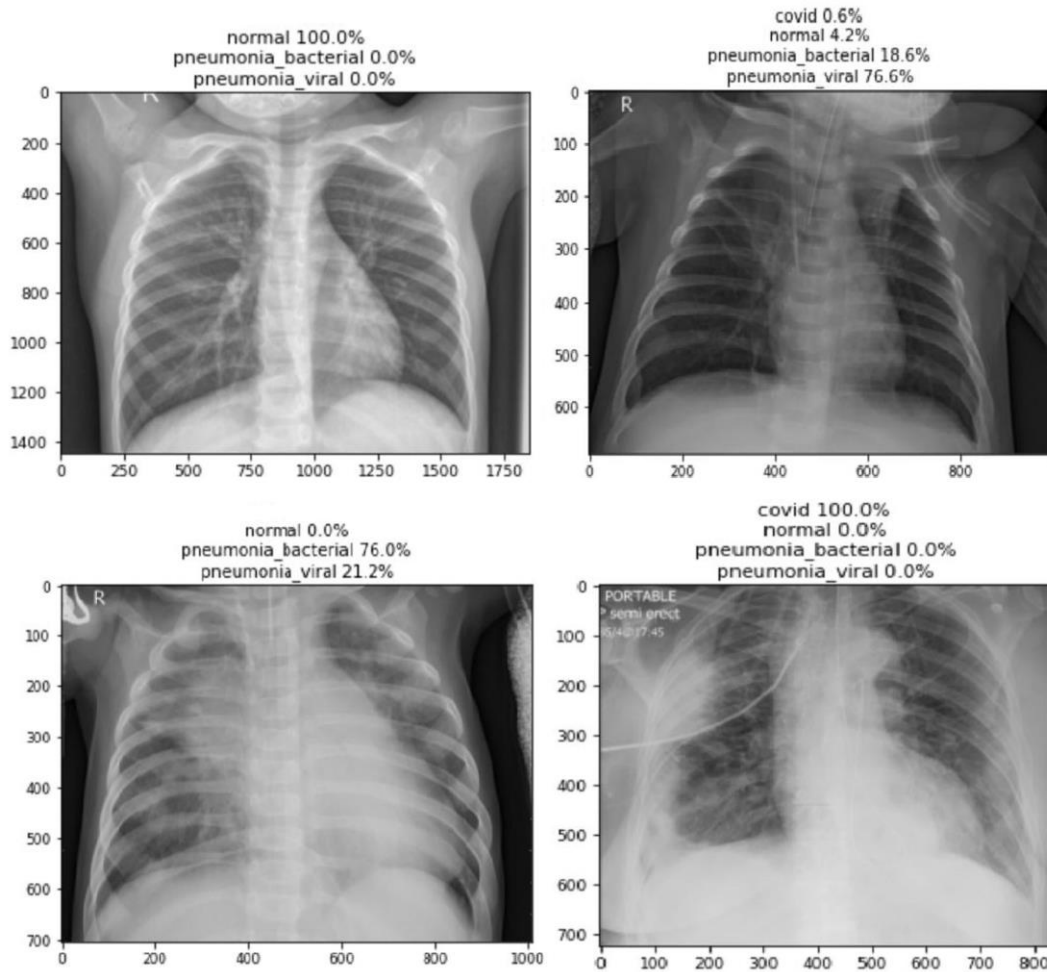 normal 100.0%
pneumonia_bacterial 0.0%
pneumonia_viral 0.0%
R
0
200
400
600
800
1000
1200
1400
0 250 500 750 1000 1250 1500 1750
covid 0.6%
normal 4.2%
pneumonia_bacterial 18.6%
pneumonia_viral 76.6%
R
0
100
200
300
400
500
600
0 200 400 600 800
normal 0.0%
pneumonia_bacterial 76.0%
pneumonia_viral 21.2%
R
0
100
200
300
400
500
600
700
0 200 400 600 800 1000
covid 100.0%
normal 0.0%
pneumonia_bacterial 0.0%
pneumonia_viral 0.0%
PORTABLE
semi erect
0
100
200
300
400
500
600
700
0 100 200 300 400 500 600 700 800